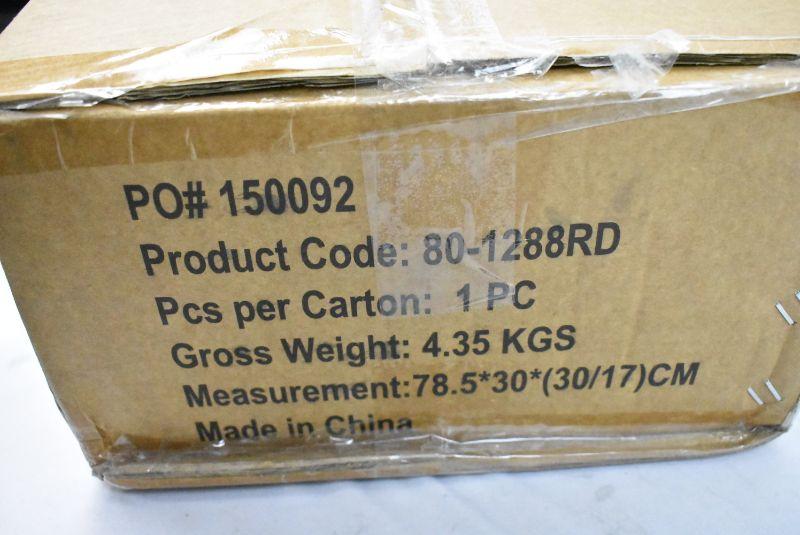 PO# 150092
Product Code: 80-1288RD
Pcs per Carton: 1 PC
Gross Weight: 4.35 KGS
Measurement:78.5*30*(30/17)CM
Made in China